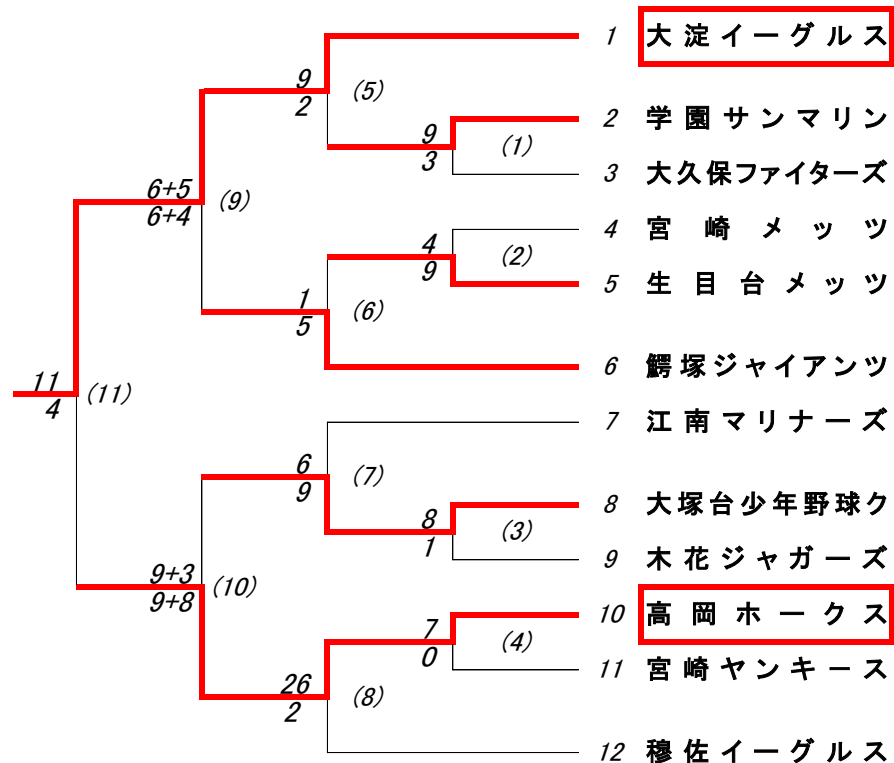 1 大淀イーグルス
9
2
(5)
2 学園サンマリン
9
3
(1)
3 大久保ファイターズ
6+5
6+4
(9)
4 宮崎メッツ
4
9
(2)
5 生目台メッツ
1
5
(6)
6 鰐塚ジャイアンツ
11
4
(11)
7 江南マリナーズ
6
9
(7)
8 大塚台少年野球ク
8
1
(3)
9 木花ジャガーズ
9+3
9+8
(10)
10 高岡ホークス
7
0
(4)
11 宮崎ヤンキース
26
2
(8)
12 穆佐イーグルス